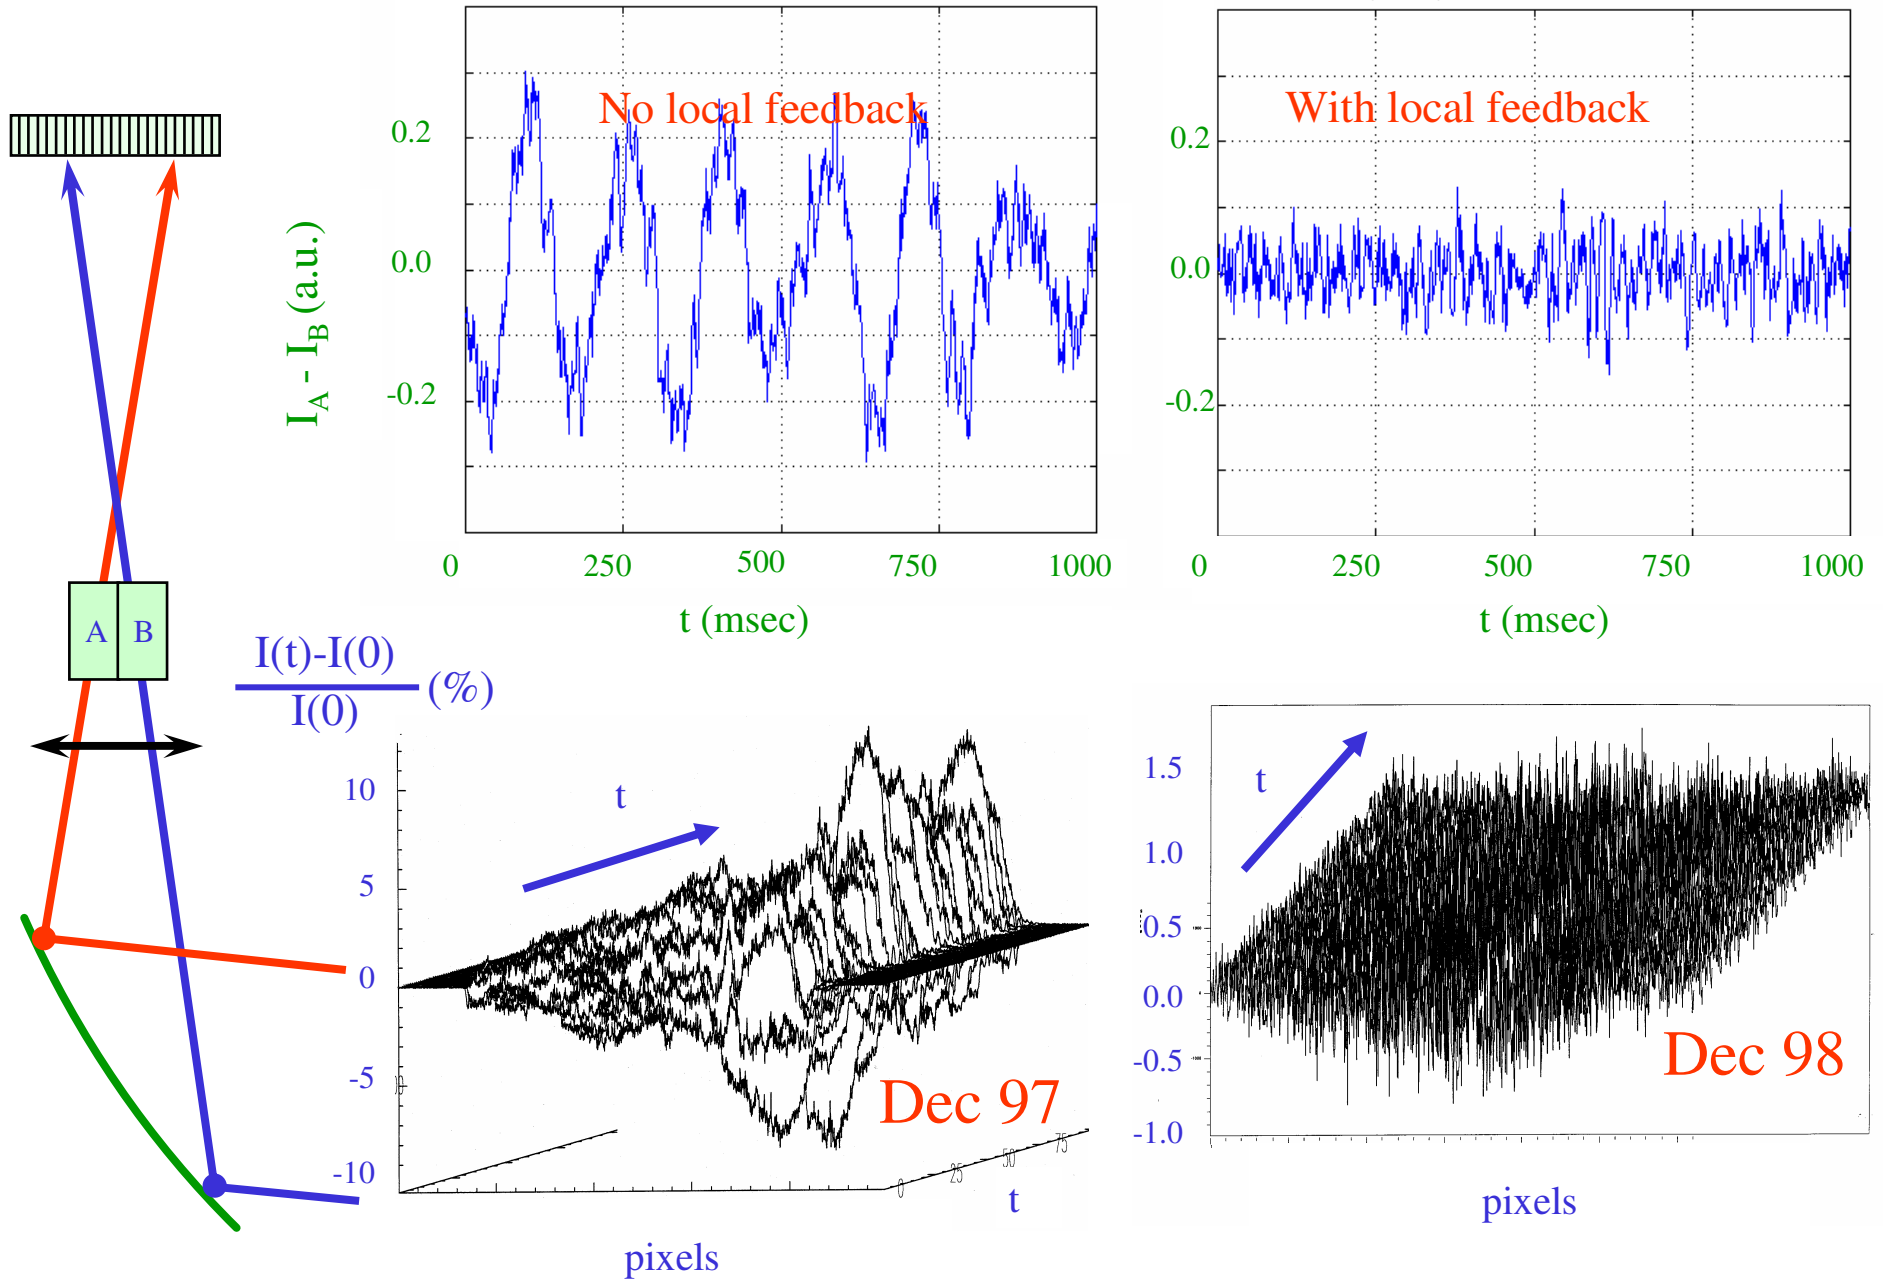 No local feedback
0.2
0.0
-0.2
I_A - I_B (a.u.)
0 250 500 750 1000
t (msec)
With local feedback
0.2
0.0
-0.2
0 250 500 750 1000
t (msec)
A B
I(t)-I(0)
I(0)
(%)
10
5
0
-5
-10
t
Dec 97
0 25 50 75
t
pixels
1.5
1.0
0.5
0.0
-0.5
-1.0
t
Dec 98
pixels